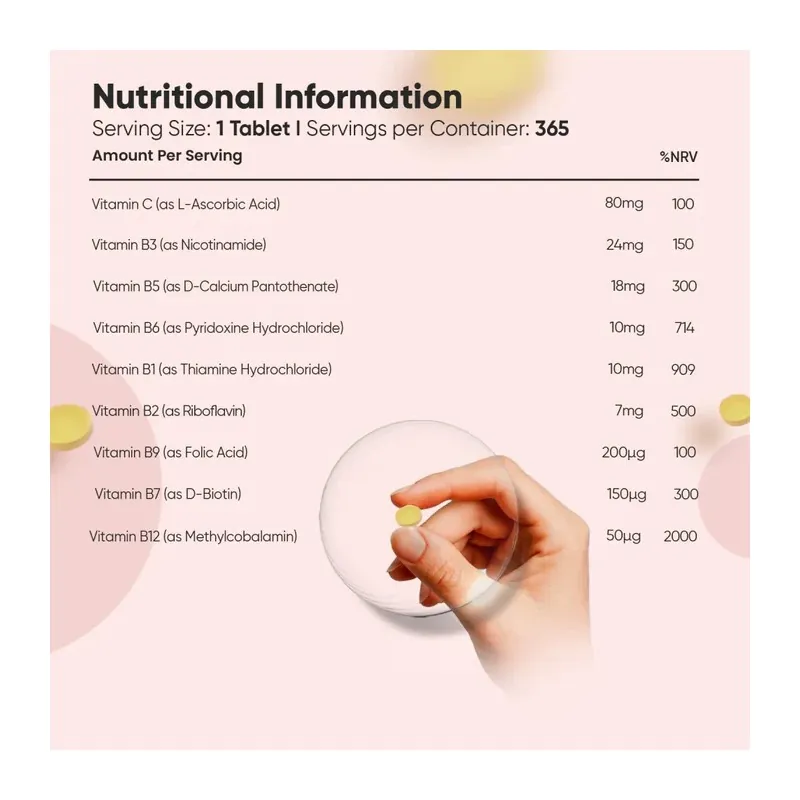 Nutritional Information
Serving Size: 1 Tablet | Servings per Container: 365
Amount Per Serving %NRV
Vitamin C (as L-Ascorbic Acid) 80mg 100
Vitamin B3 (as Nicotinamide) 24mg 150
Vitamin B5 (as D-Calcium Pantothenate) 18mg 300
Vitamin B6 (as Pyridoxine Hydrochloride) 10mg 714
Vitamin B1 (as Thiamine Hydrochloride) 10mg 909
Vitamin B2 (as Riboflavin) 7mg 500
Vitamin B9 (as Folic Acid) 200μg 100
Vitamin B7 (as D-Biotin) 150μg 300
Vitamin B12 (as Methylcobalamin) 50μg 2000